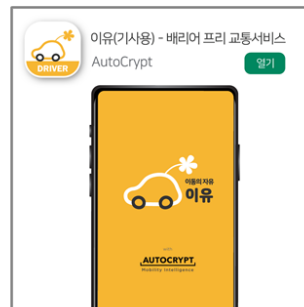 이유(기사용) - 배리어 프리 교통서비스
AutoCrypt
열기
DRIVER
이동의 자유
이유
with
AUTOCRYPT
Mobility Intelligence